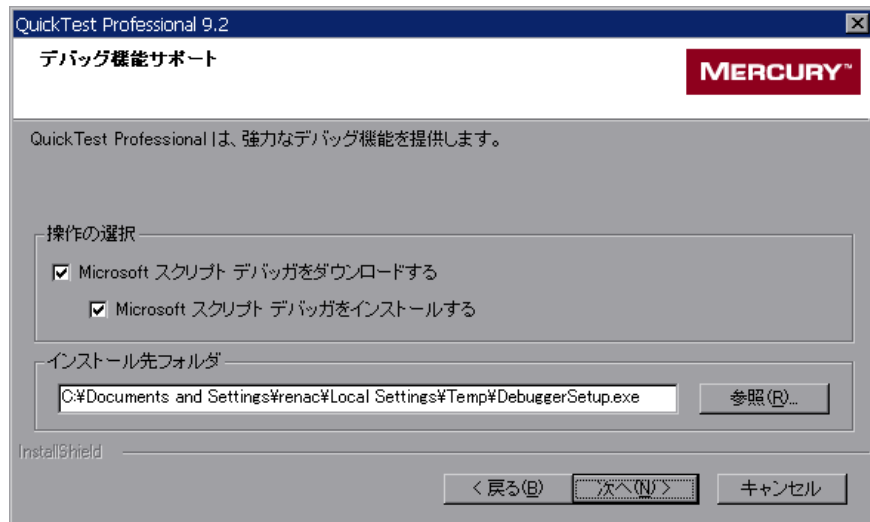 QuickTest Professional 9.2
デバッグ機能サポート
MERCURY™
QuickTest Professional は、強力なデバッグ機能を提供します。
操作の選択
Microsoft スクリプト デバッガをダウンロードする
Microsoft スクリプト デバッガをインストールする
インストール先フォルダ
C:¥Documents and Settings¥renac¥Local Settings¥Temp¥DebuggerSetup.exe
参照(R)...
InstallShield
< 戻る(B)
次へ(N) >
キャンセル